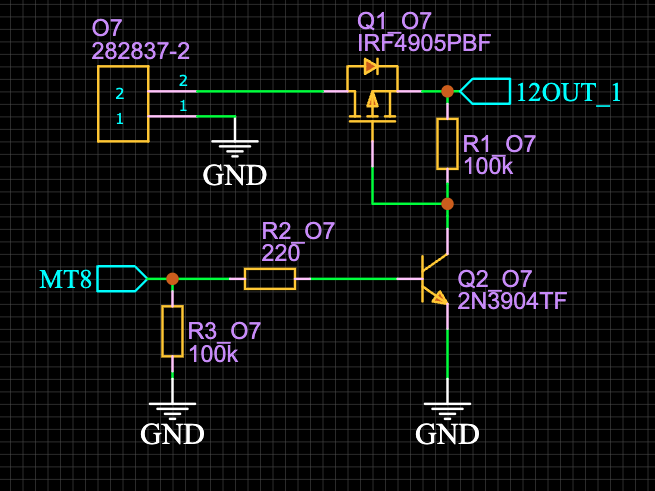 O7
282837-2
Q1_O7
IRF4905PBF
2
2
1
1
12OUT_1
GND
R1_O7
100k
R2_O7
220
MT8
Q2_O7
2N3904TF
R3_O7
100k
GND
GND